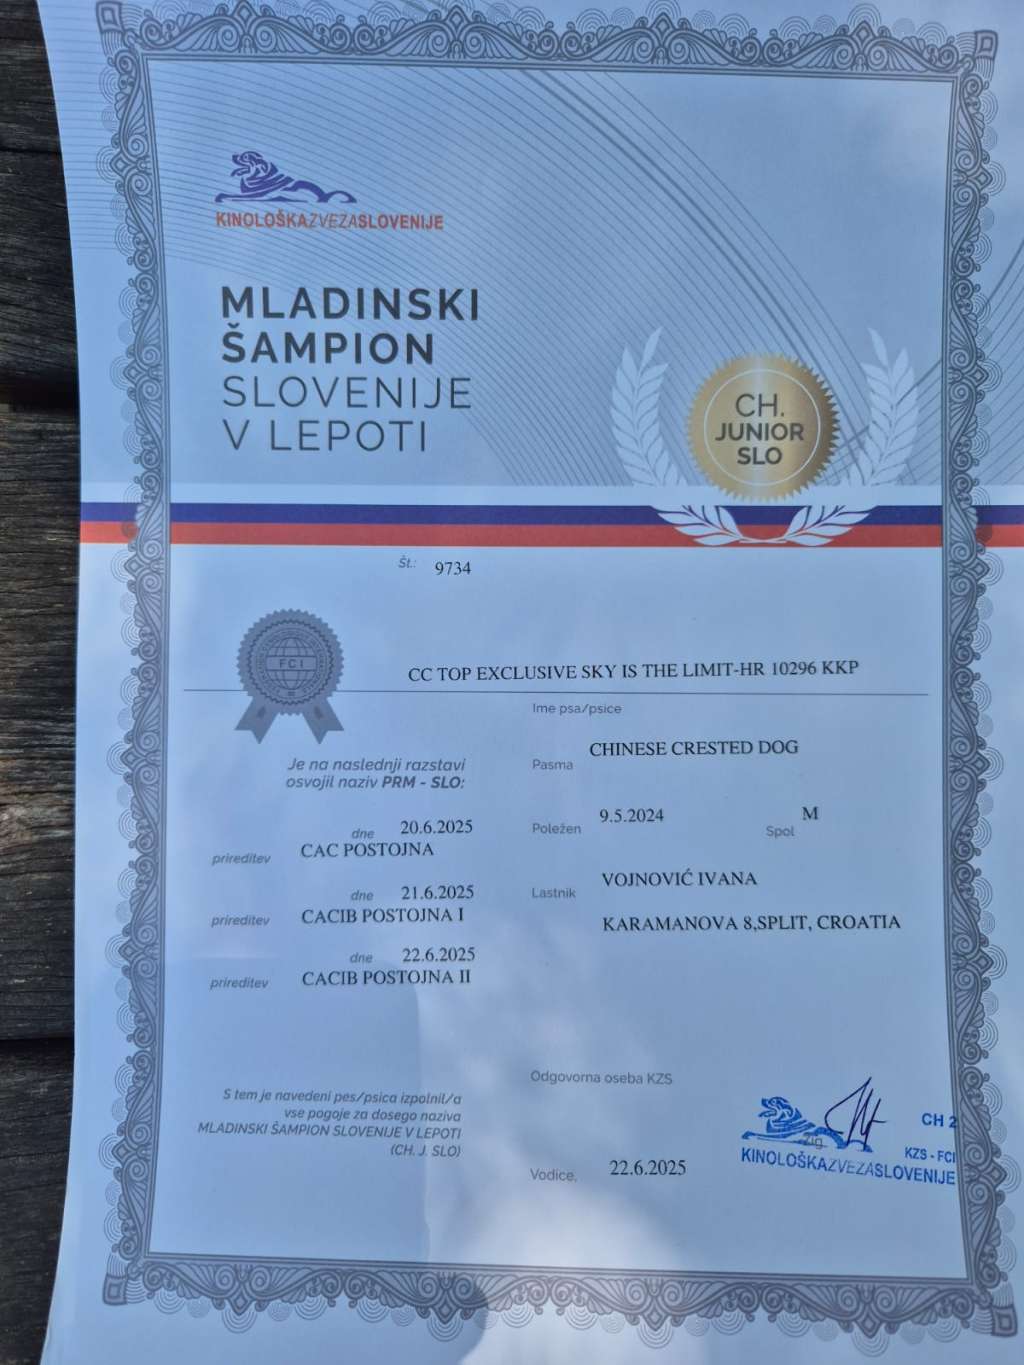 KINOLOŠKAZVEZASLOVENIJE
MLADINSKI
ŠAMPION
SLOVENIJE
V LEPOTI
CH.
JUNIOR
SLO
Št.: 9734
FCI
CC TOP EXCLUSIVE SKY IS THE LIMIT-HR 10296 KKP
Ime psa/psice
Je na naslednji razstavi
osvojil naziv PRM - SLO:
dne 20.6.2025
prireditev CAC POSTOJNA
dne 21.6.2025
prireditev CACIB POSTOJNA I
dne 22.6.2025
prireditev CACIB POSTOJNA II
Pasma CHINESE CRESTED DOG
Poležen 9.5.2024
Spol M
Lastnik VOJNOVIĆ IVANA
KARAMANOVA 8,SPLIT, CROATIA
S tem je navedeni pes/psica izpolnil/a
vse pogoje za dosego naziva
MLADINSKI ŠAMPION SLOVENIJE V LEPOTI
(CH. J. SLO)
Odgovorna oseba KZS
Vodice, 22.6.2025
Žig
CH 2
KZS - FCI
KINOLOŠKAZVEZASLOVENIJE